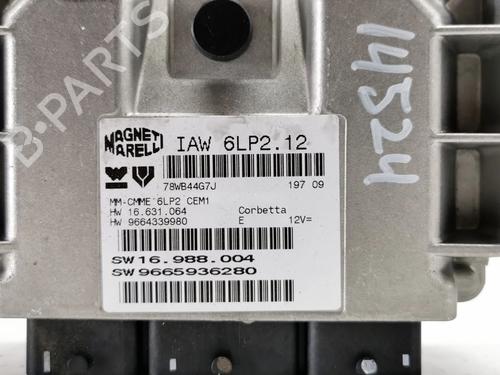 14524
B-PARTS
MAGNETI MARELLI
IAW 6LP2.12
78WB44G7J 197 09
MM-CMME 6LP2 CEM1
HW 16.631.064 Corbetta
HW 9664339980 E 12V=
SW 16.988.004
SW 9665936280